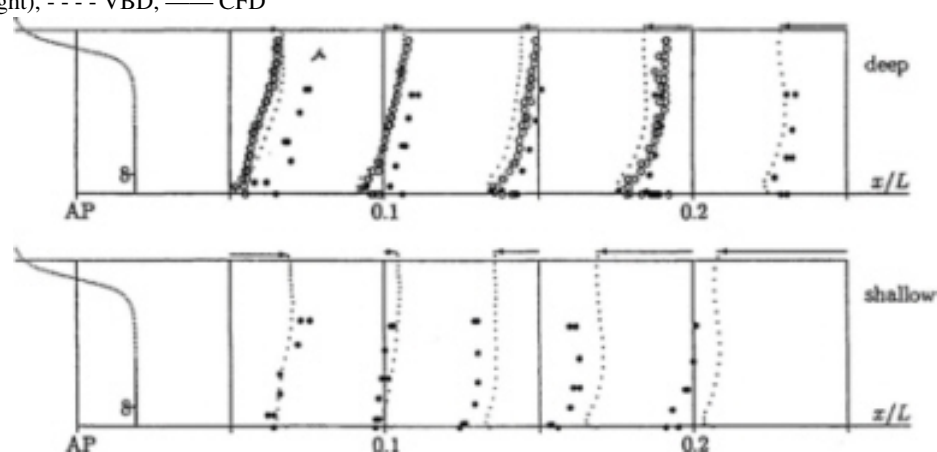 ght), - - - - VBD, —— CFD
deep
AP 0.1 0.2 x/L
shallow
AP 0.1 0.2 x/L